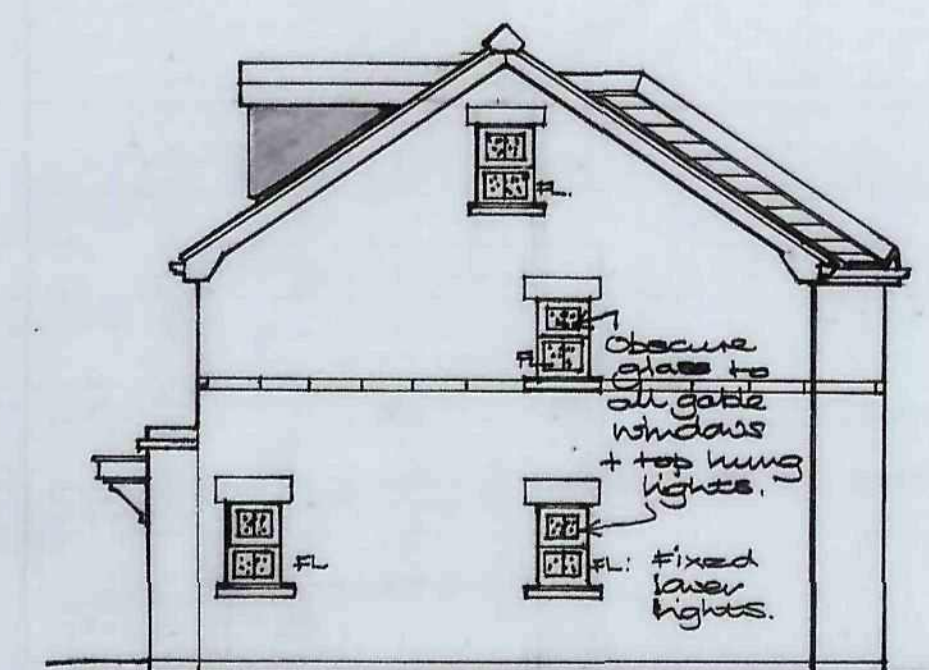 FL.
FL.
Obscure
glass to
all gable
windows
+ top hung
lights.
FL
FL: Fixed
lower
lights.